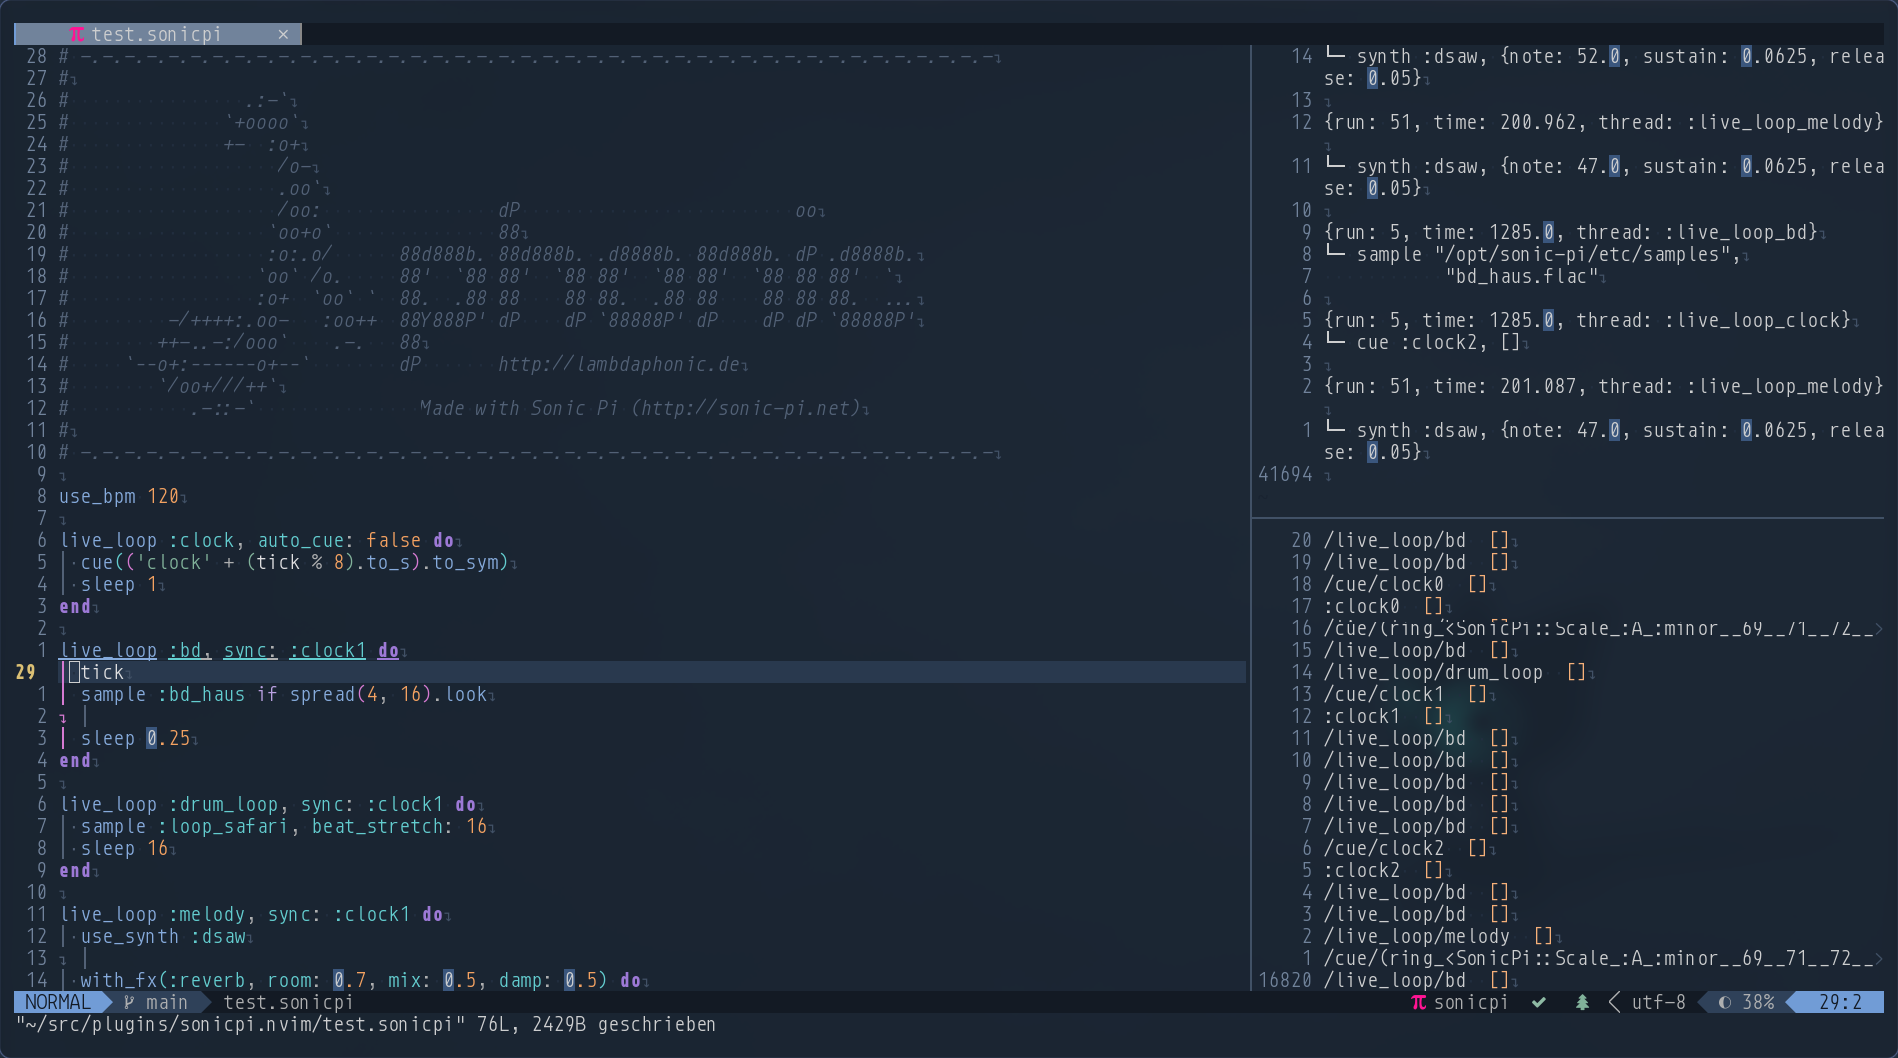 π test.sonicpi ×
28 # -.-.-.-.-.-.-.-.-.-.-.-.-.-.-.-.-.-.-.-.-.-.-.-.-.-.-.-.-.-.-.-.-.-.-.-.-.-.-.-.-.-.-
27 #
26 #                .:-`
25 #              `+oooo`
24 #              +-  :o+
23 #                   /o-
22 #                   .oo`
21 #                   /oo:                dP                         oo
20 #                  `oo+o`               88
19 #                  :o:.o/      88d888b. 88d888b. .d8888b. 88d888b. dP .d8888b.
18 #                 `oo` /o.     88'  `88 88'  `88 88'  `88 88'  `88 88 88'  `
17 #                 :o+  `oo` `  88.  .88 88    88 88.  .88 88    88 88 88.  ...
16 #         -/++++:.oo-   :oo++  88Y888P' dP    dP `88888P' dP    dP dP `88888P'
15 #        ++-..-:/ooo`    .-.   88
14 #     `--o+:------o+--`        dP       http://lambdaphonic.de
13 #        `/oo+///++`
12 #           .-::-`               Made with Sonic Pi (http://sonic-pi.net)
11 #
10 # -.-.-.-.-.-.-.-.-.-.-.-.-.-.-.-.-.-.-.-.-.-.-.-.-.-.-.-.-.-.-.-.-.-.-.-.-.-.-.-.-.-.-
9
8 use_bpm 120
7
6 live_loop :clock, auto_cue: false do
5 cue(('clock' + (tick % 8).to_s).to_sym)
4 sleep 1
3 end
2
1 live_loop :bd, sync: :clock1 do
29 tick
1 sample :bd_haus if spread(4, 16).look
2
3 sleep 0.25
4 end
5
6 live_loop :drum_loop, sync: :clock1 do
7 sample :loop_safari, beat_stretch: 16
8 sleep 16
9 end
10
11 live_loop :melody, sync: :clock1 do
12 use_synth :dsaw
13
14 with_fx(:reverb, room: 0.7, mix: 0.5, damp: 0.5) do
14 └─ synth :dsaw, {note: 52.0, sustain: 0.0625, relea
se: 0.05}
13
12 {run: 51, time: 200.962, thread: :live_loop_melody}
11 └─ synth :dsaw, {note: 47.0, sustain: 0.0625, relea
se: 0.05}
10
9 {run: 5, time: 1285.0, thread: :live_loop_bd}
8 └─ sample "/opt/sonic-pi/etc/samples",
7 "bd_haus.flac"
6
5 {run: 5, time: 1285.0, thread: :live_loop_clock}
4 └─ cue :clock2, []
3
2 {run: 51, time: 201.087, thread: :live_loop_melody}
1 └─ synth :dsaw, {note: 47.0, sustain: 0.0625, relea
se: 0.05}
41694
20 /live_loop/bd []
19 /live_loop/bd []
18 /cue/clock0 []
17 :clock0 []
16 /cue/(ring_<SonicPi::Scale_:A_:minor__69__71__72__>
15 /live_loop/bd []
14 /live_loop/drum_loop []
13 /cue/clock1 []
12 :clock1 []
11 /live_loop/bd []
10 /live_loop/bd []
9 /live_loop/bd []
8 /live_loop/bd []
7 /live_loop/bd []
6 /cue/clock2 []
5 :clock2 []
4 /live_loop/bd []
3 /live_loop/bd []
2 /live_loop/melody []
1 /cue/(ring_<SonicPi::Scale_:A_:minor__69__71__72__>
16820 /live_loop/bd []
NORMAL main test.sonicpi π sonicpi ✔ utf-8 38% 29:2
"~/src/plugins/sonicpi.nvim/test.sonicpi" 76L, 2429B geschrieben